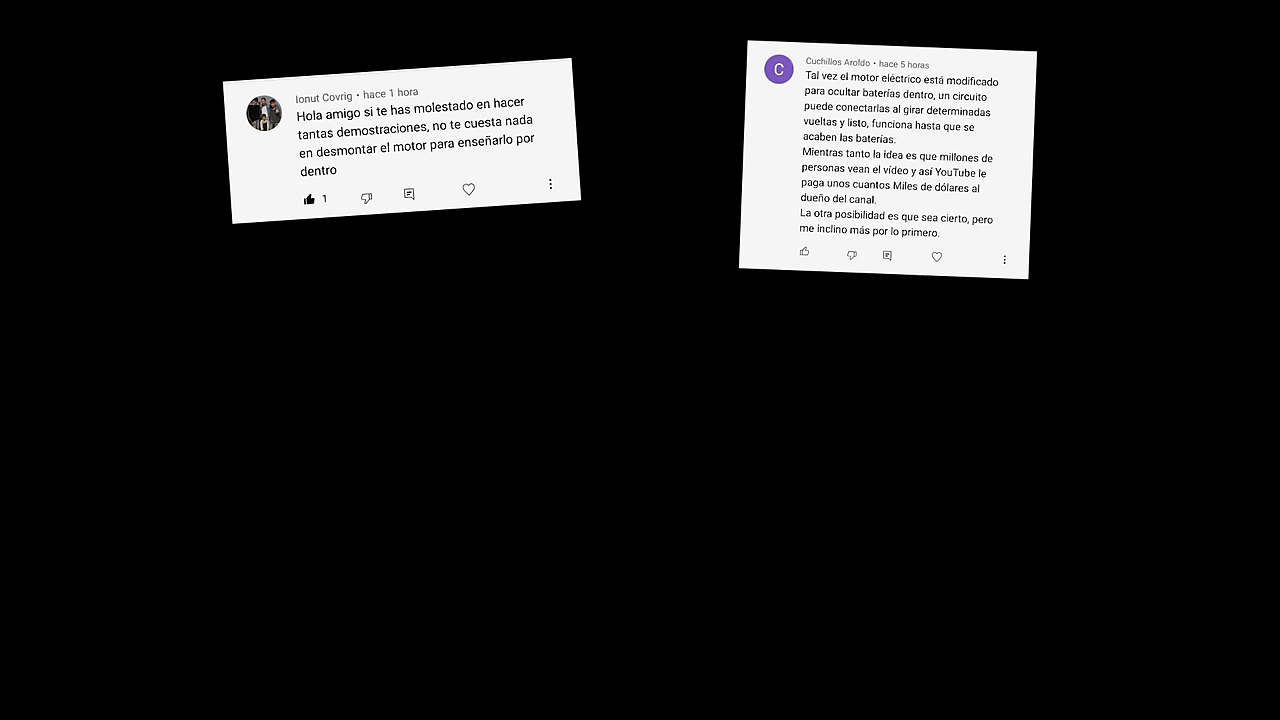 Ionut Covrig • hace 1 hora
Hola amigo si te has molestado en hacer
tantas demostraciones, no te cuesta nada
en desmontar el motor para enseñarlo por
dentro
1
C
Cuchillos Aroldo • hace 5 horas
Tal vez el motor eléctrico está modificado
para ocultar baterías dentro, un circuito
puede conectarlas al girar determinadas
vueltas y listo, funciona hasta que se
acaben las baterías.
Mientras tanto la idea es que millones de
personas vean el vídeo y así YouTube le
paga unos cuantos Miles de dólares al
dueño del canal.
La otra posibilidad es que sea cierto, pero
me inclino más por lo primero.